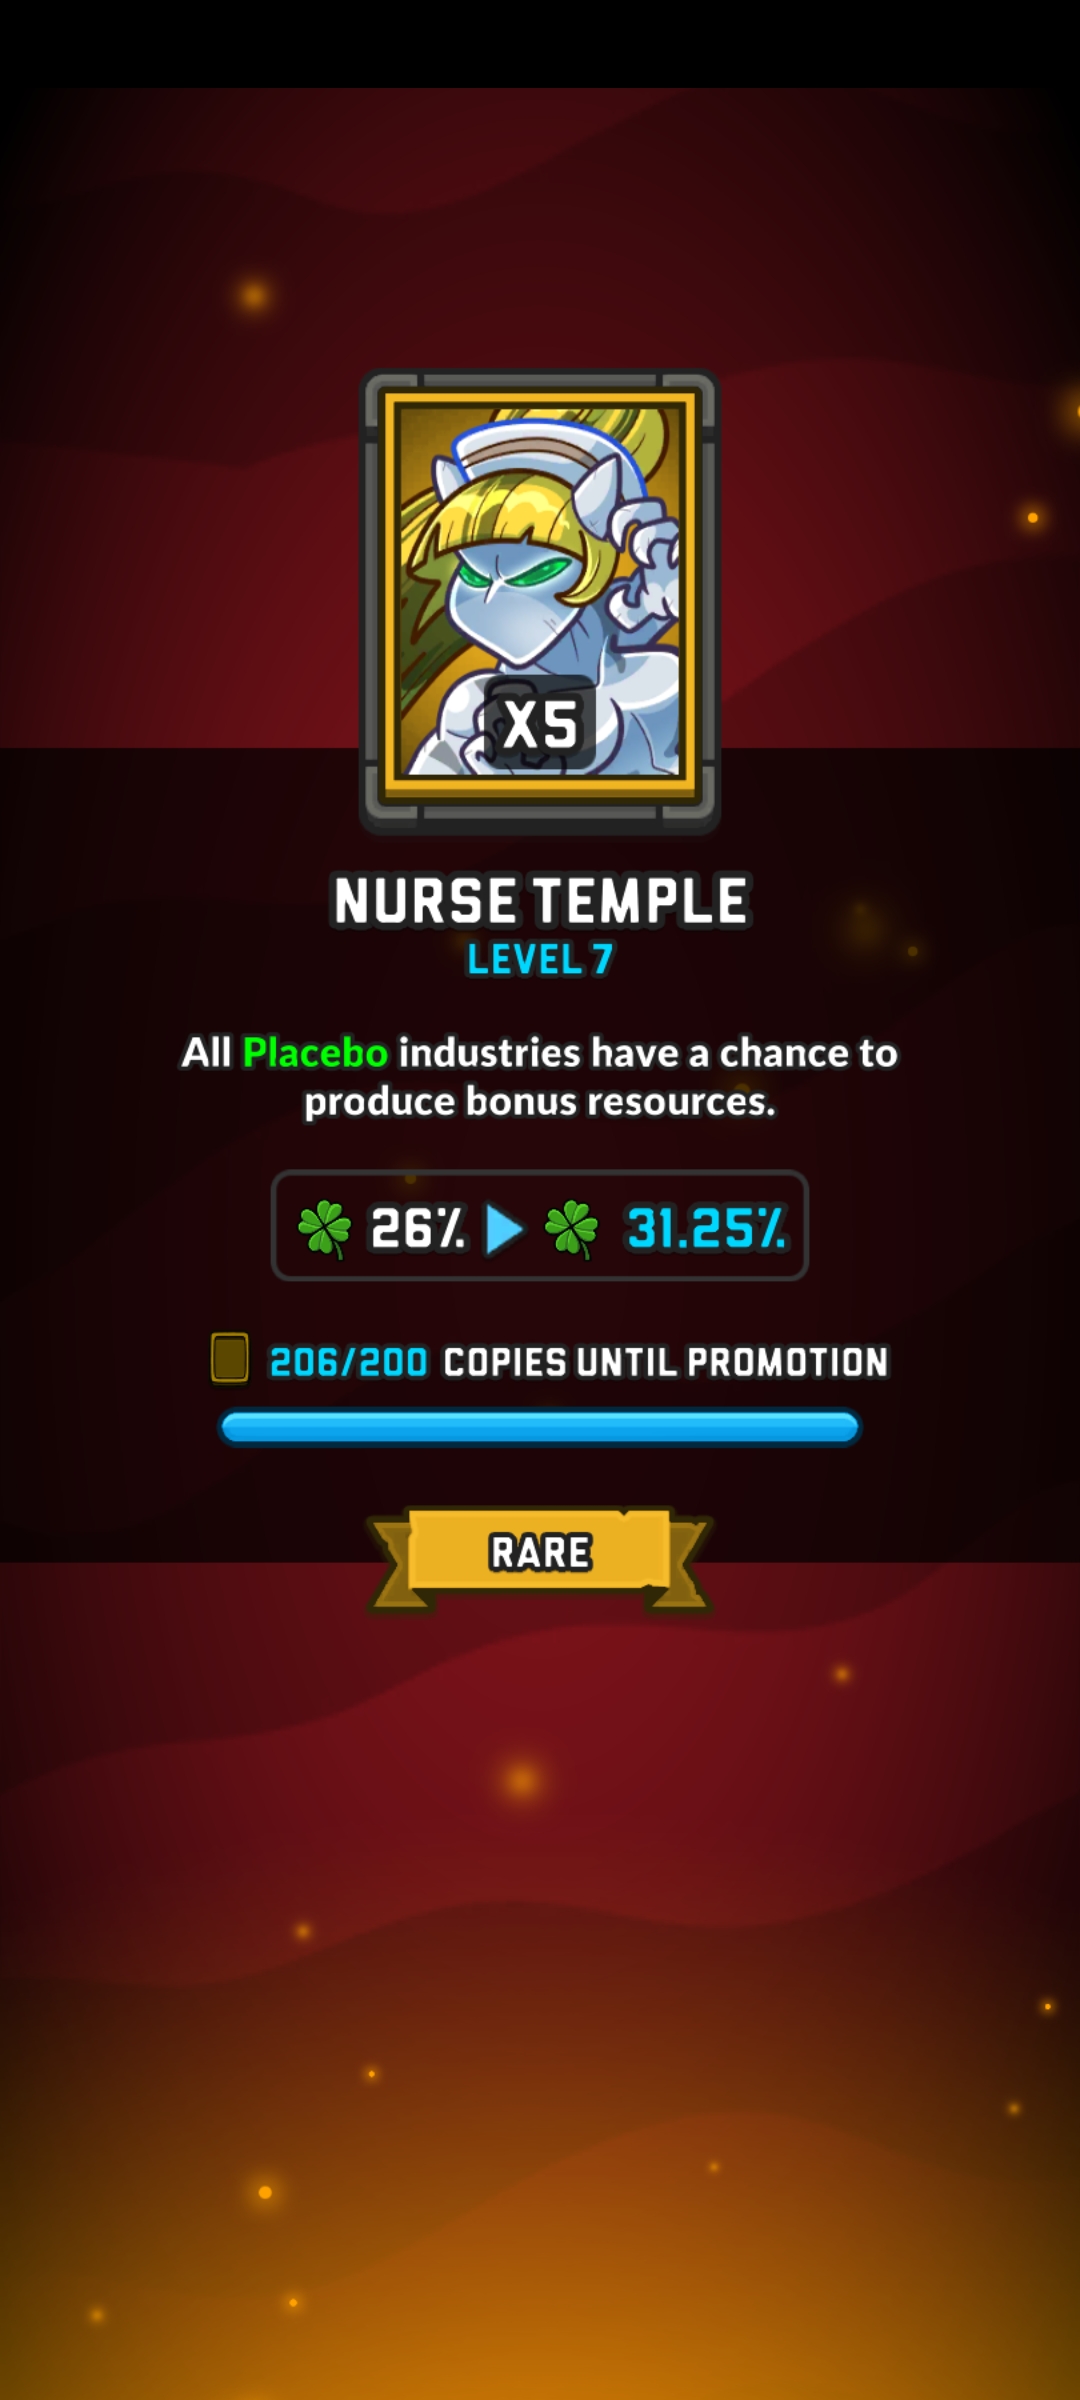 X5
NURSE TEMPLE
LEVEL 7
All Placebo industries have a chance to
produce bonus resources.
26% 31.25%
206/200 COPIES UNTIL PROMOTION
RARE